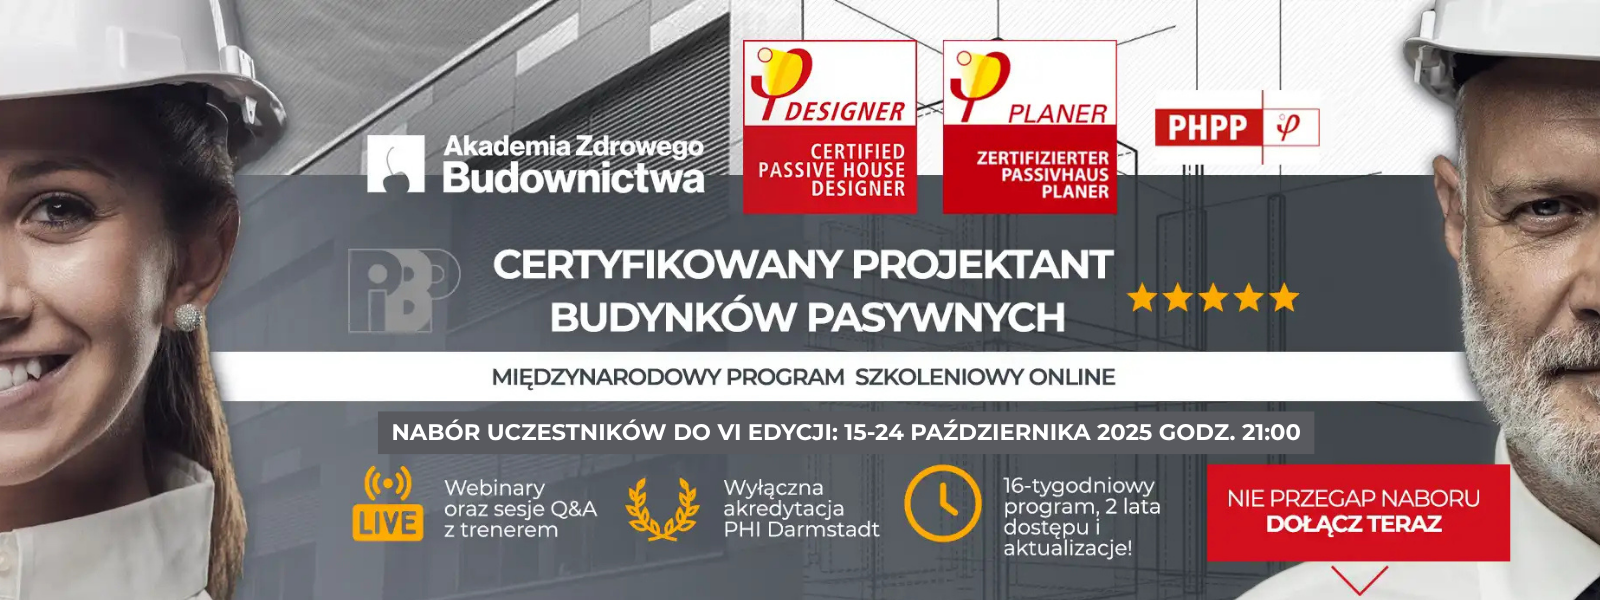 Akademia Zdrowego
Budownictwa
DESIGNER
CERTIFIED
PASSIVE HOUSE
DESIGNER
PLANER
ZERTIFIZIERTER
PASSIVHAUS
PLANER
PHPP
PiBP
CERTYFIKOWANY PROJEKTANT
BUDYNKÓW PASYWNYCH
MIĘDZYNARODOWY PROGRAM SZKOLENIOWY ONLINE
NABÓR UCZESTNIKÓW DO VI EDYCJI: 15-24 PAŹDZIERNIKA 2025 GODZ. 21:00
LIVE
Webinary
oraz sesje Q&A
z trenerem
Wyłączna
akredytacja
PHI Darmstadt
16-tygodniowy
program, 2 lata
dostępu i
aktualizacje!
NIE PRZEGAP NABORU
DOŁĄCZ TERAZ